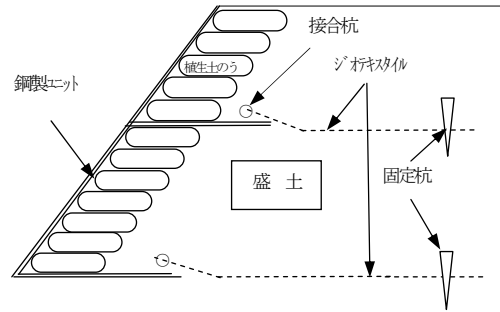 接合杭
植生土のう
ジオテキスタイル
鋼製ユニット
固定杭
盛　土